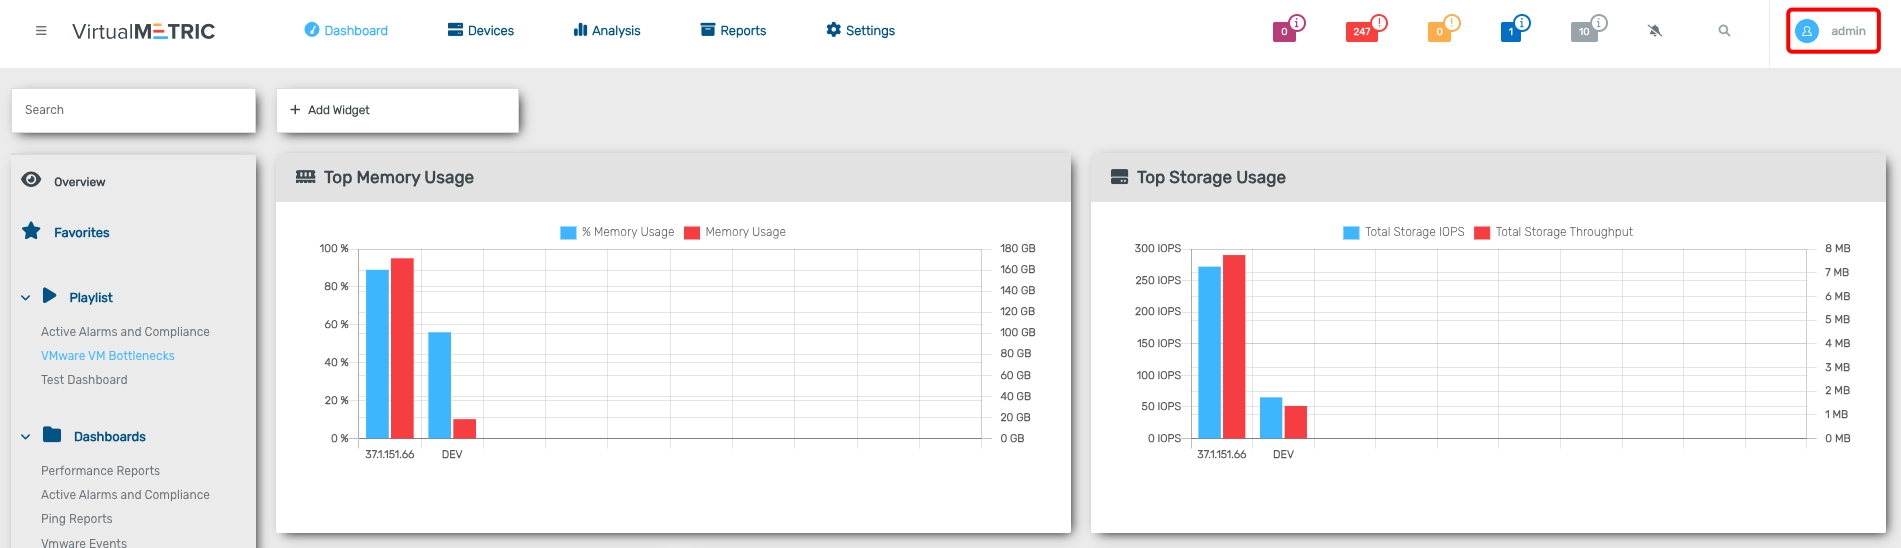 VirtualMETRIC
Dashboard
Devices
Analysis
Reports
Settings
0
247
0
1
10
admin
Search
+ Add Widget
Overview
Favorites
Playlist
Active Alarms and Compliance
VMware VM Bottlenecks
Test Dashboard
Dashboards
Performance Reports
Active Alarms and Compliance
Ping Reports
Vmware Events
Top Memory Usage
% Memory Usage Memory Usage
100 %
80 %
60 %
40 %
20 %
0 %
180 GB
160 GB
140 GB
120 GB
100 GB
80 GB
60 GB
40 GB
20 GB
0 GB
37.1.151.66 DEV
Top Storage Usage
Total Storage IOPS Total Storage Throughput
300 IOPS
250 IOPS
200 IOPS
150 IOPS
100 IOPS
50 IOPS
0 IOPS
8 MB
7 MB
6 MB
5 MB
4 MB
3 MB
2 MB
1 MB
0 MB
37.1.151.66 DEV